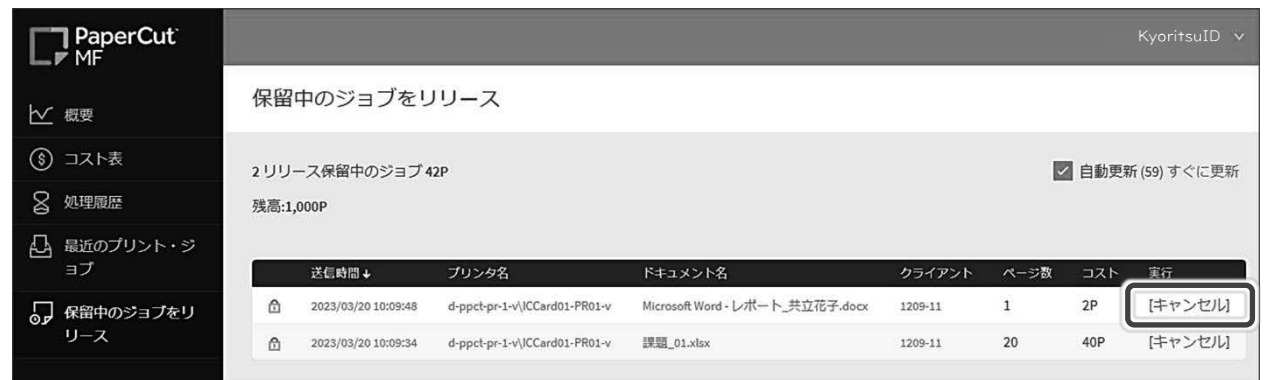 PaperCut
MF
KyoritsuID
概要
コスト表
処理履歴
最近のプリント・ジ
ョブ
保留中のジョブをリ
リース
保留中のジョブをリリース
2 リリース保留中のジョブ 42P
自動更新 (59) すぐに更新
残高:1,000P
送信時間↓ プリンタ名 ドキュメント名 クライアント ページ数 コスト 実行
2023/03/20 10:09:48 d-ppct-pr-1-v\ICCard01-PR01-v Microsoft Word - レポート_共立花子.docx 1209-11 1 2P [キャンセル]
2023/03/20 10:09:34 d-ppct-pr-1-v\ICCard01-PR01-v 課題_01.xlsx 1209-11 20 40P [キャンセル]